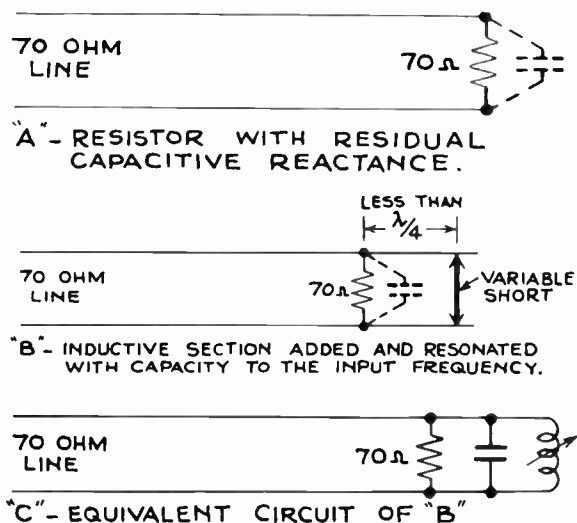 70 OHM
LINE
70Ω
"A" - RESISTOR WITH RESIDUAL
CAPACITIVE REACTANCE.
LESS THAN
λ/4
70 OHM
LINE
70Ω
VARIABLE
SHORT
"B" - INDUCTIVE SECTION ADDED AND RESONATED
WITH CAPACITY TO THE INPUT FREQUENCY.
70 OHM
LINE
70Ω
"C" - EQUIVALENT CIRCUIT OF "B"